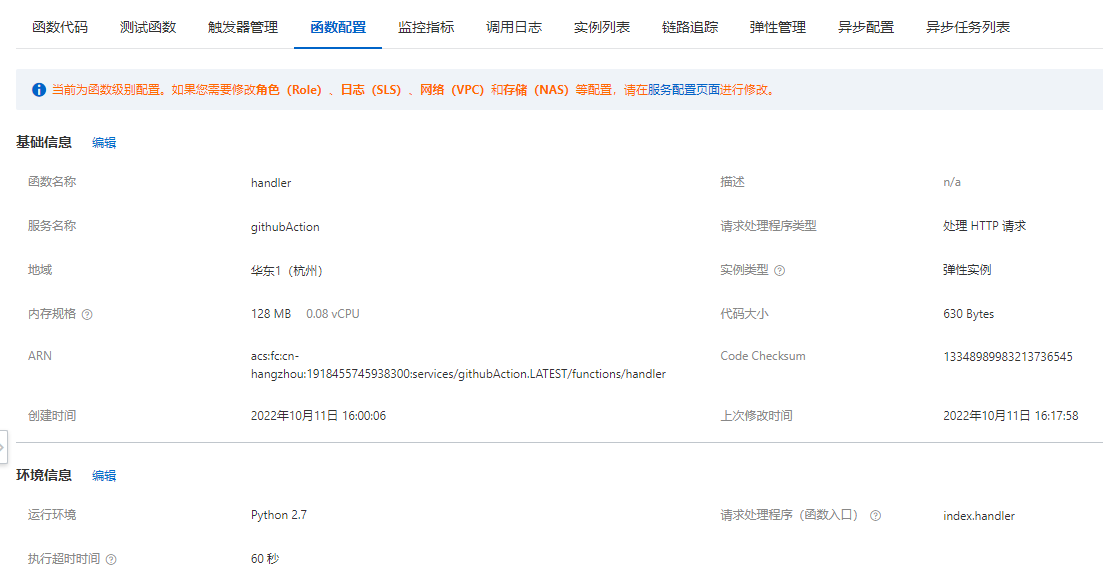 函数代码 测试函数 触发器管理 函数配置 监控指标 调用日志 实例列表 链路追踪 弹性管理 异步配置 异步任务列表
当前为函数级别配置。如果您需要修改角色（Role）、日志（SLS）、网络（VPC）和存储（NAS）等配置，请在服务配置页面进行修改。
基础信息 编辑
函数名称 handler 描述 n/a
服务名称 githubAction 请求处理程序类型 处理 HTTP 请求
地域 华东1（杭州） 实例类型 弹性实例
内存规格 128 MB 0.08 vCPU 代码大小 630 Bytes
ARN acs:fc:cn- Code Checksum 13348989983213736545
hangzhou:1918455745938300:services/githubAction.LATEST/functions/handler
创建时间 2022年10月11日 16:00:06 上次修改时间 2022年10月11日 16:17:58
环境信息 编辑
运行环境 Python 2.7 请求处理程序（函数入口） index.handler
执行超时时间 60 秒